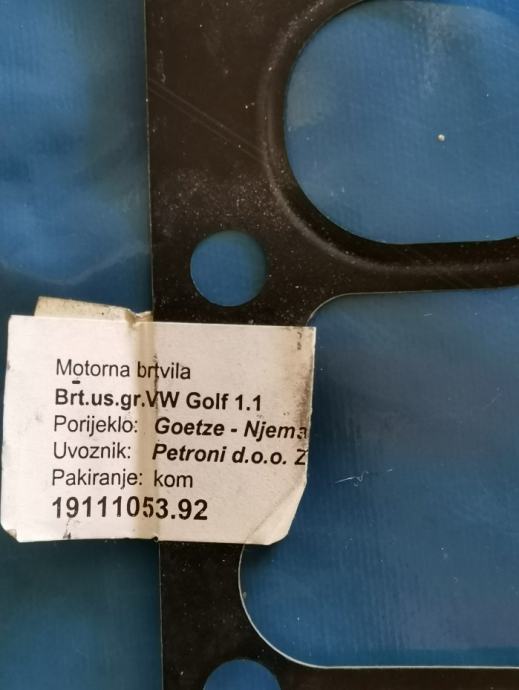 Motorna brtvila
Brt.us.gr.VW Golf 1.1
Porijeklo: Goetze - Njema
Uvoznik: Petroni d.o.o. Z
Pakiranje: kom
19111053.92